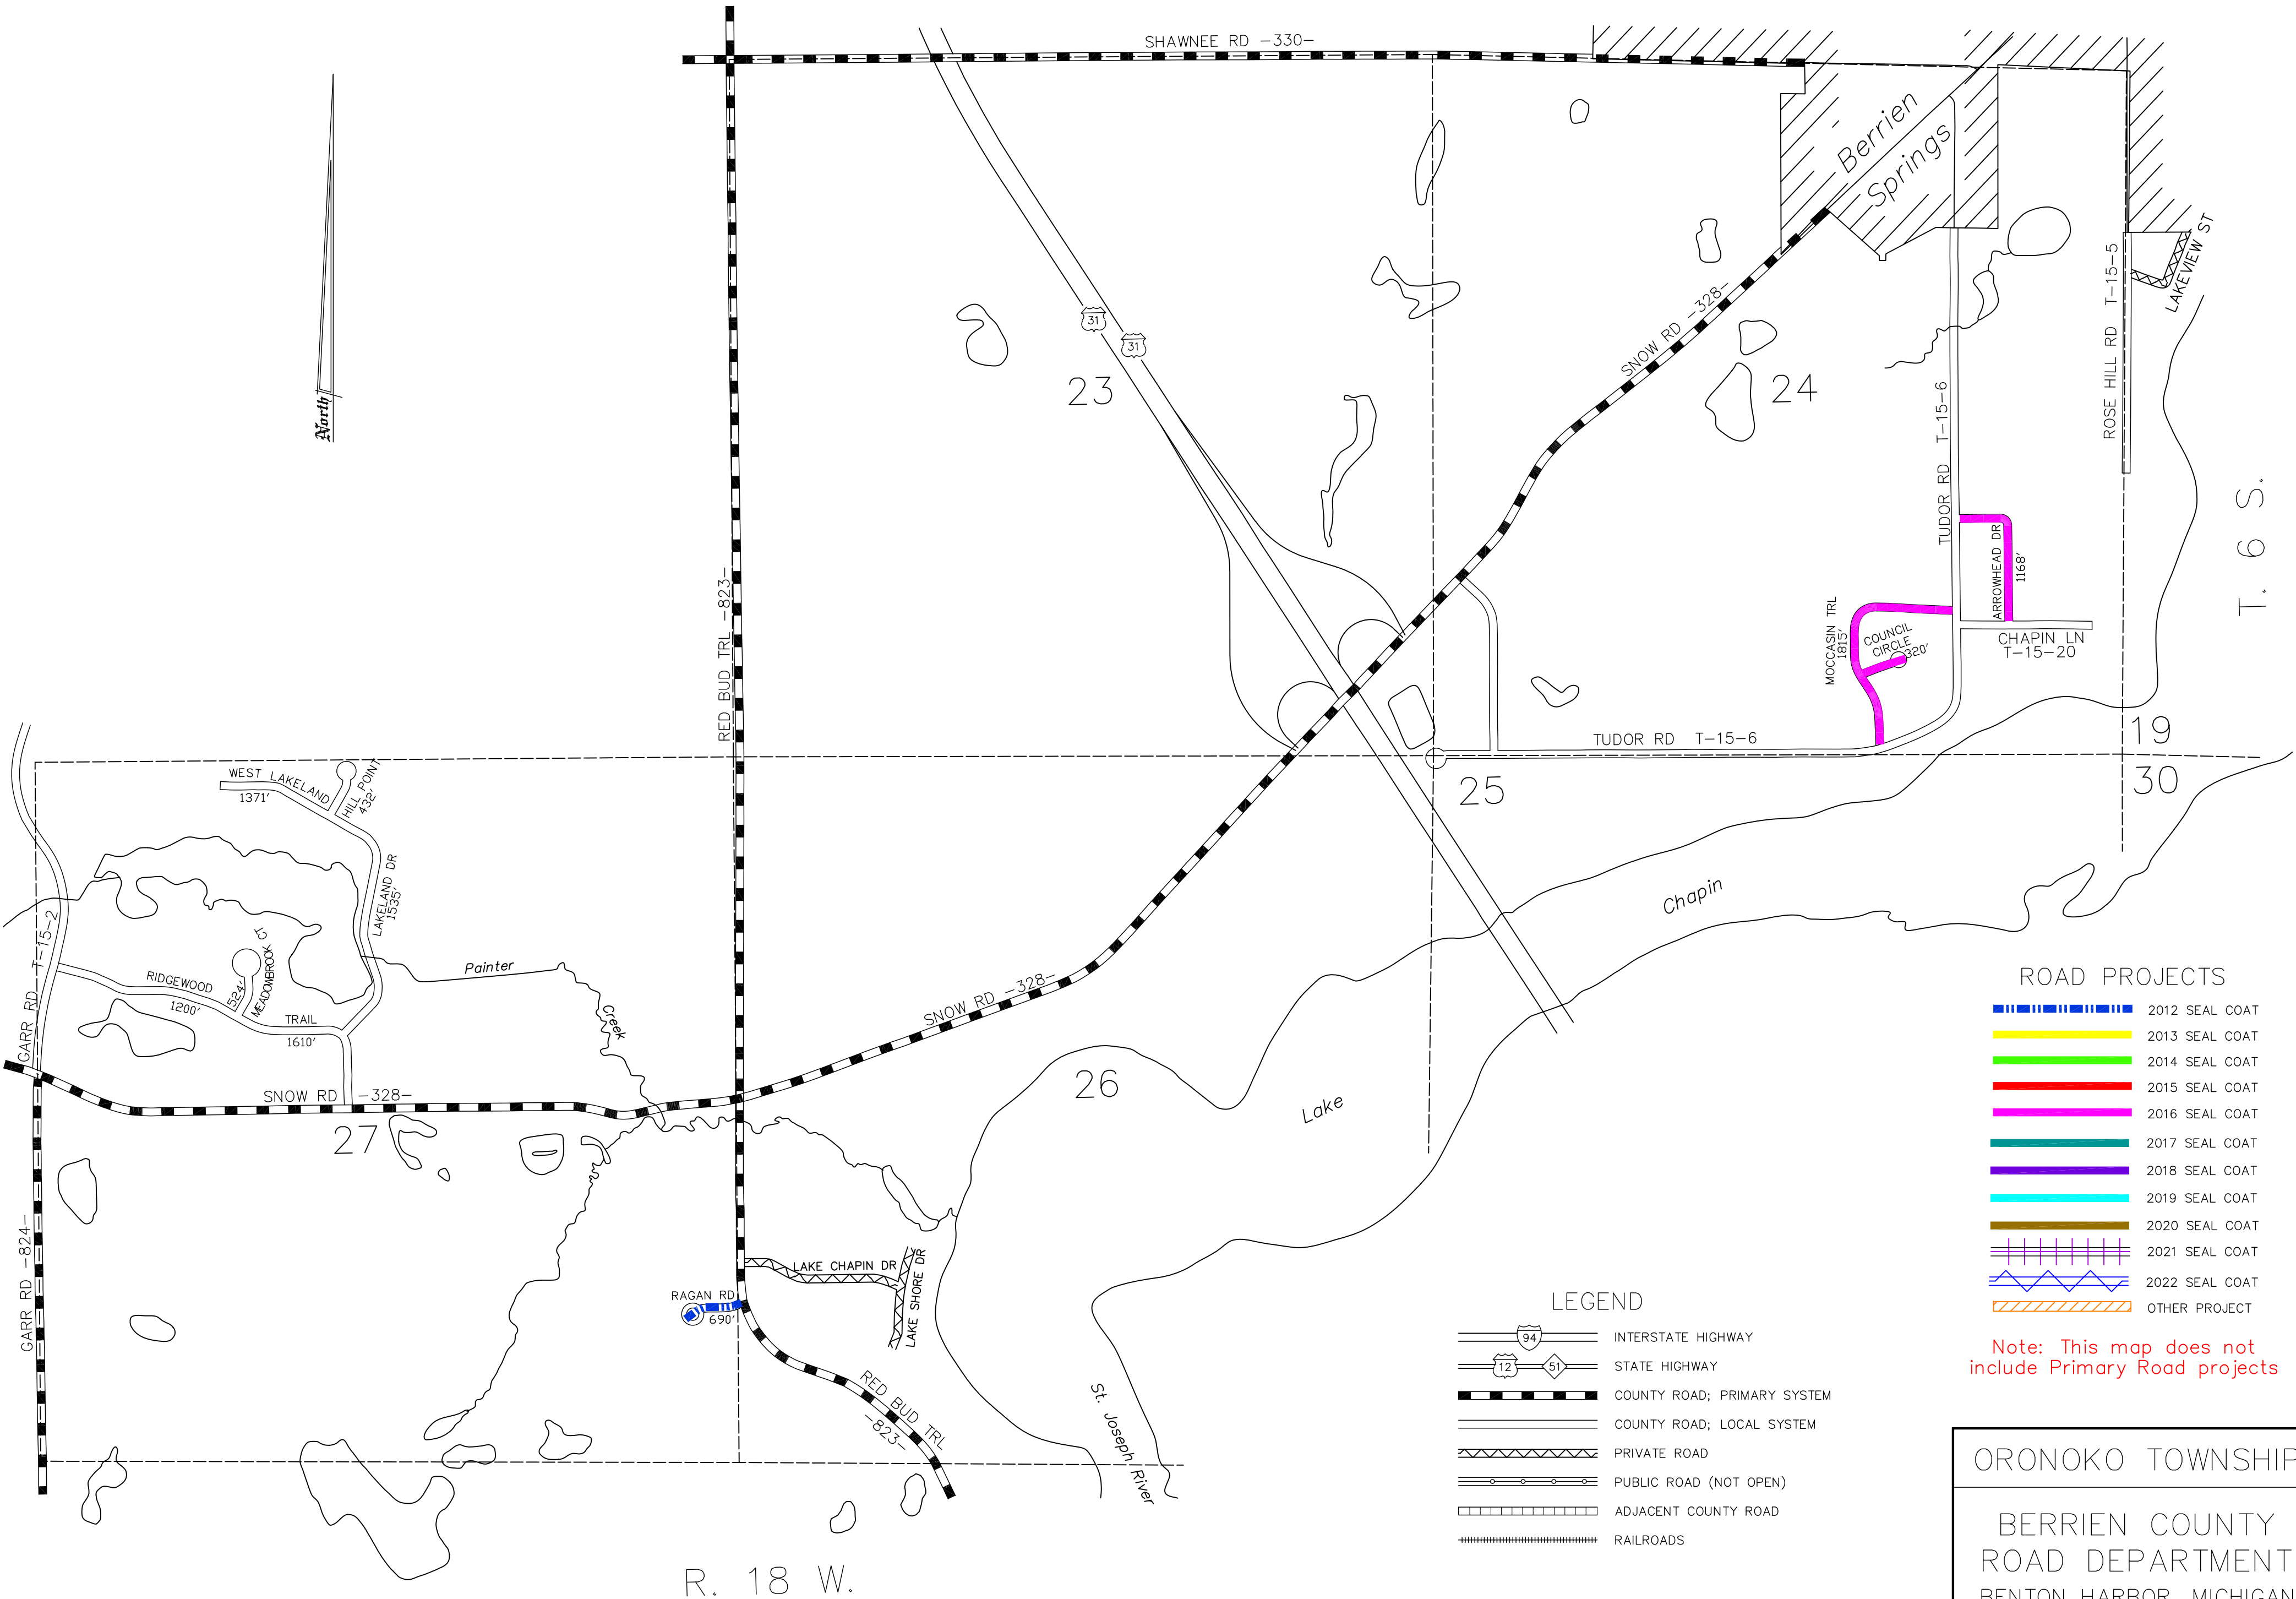 SHAWNEE RD -330-
Berrien
Springs
North
31
31
23
24
SNOW RD -328-
TUDOR RD T-15-6
ROSE HILL RD T-15-5
LAKEVIEW ST
T. 6 S.
RED BUD TRL -823-
ARROWHEAD DR
1168'
MOCCASIN TRL
1815'
COUNCIL
CIRCLE
320'
CHAPIN LN
T-15-20
TUDOR RD T-15-6
19
30
25
WEST LAKELAND
1371'
HILL POINT
432'
LAKELAND DR
1535'
T-15-2
GARR RD
RIDGEWOOD
1200'
524'
MEADOWBROOK CT
TRAIL
1610'
Painter
Creek
SNOW RD -328-
SNOW RD -328-
27
26
Lake
Chapin
GARR RD -824-
LAKE CHAPIN DR
LAKE SHORE DR
RAGAN RD
690'
RED BUD TRL
-823-
St. Joseph River
R. 18 W.
ROAD PROJECTS
2012 SEAL COAT
2013 SEAL COAT
2014 SEAL COAT
2015 SEAL COAT
2016 SEAL COAT
2017 SEAL COAT
2018 SEAL COAT
2019 SEAL COAT
2020 SEAL COAT
2021 SEAL COAT
2022 SEAL COAT
OTHER PROJECT
Note: This map does not
include Primary Road projects
LEGEND
94 INTERSTATE HIGHWAY
12 51 STATE HIGHWAY
COUNTY ROAD; PRIMARY SYSTEM
COUNTY ROAD; LOCAL SYSTEM
PRIVATE ROAD
PUBLIC ROAD (NOT OPEN)
ADJACENT COUNTY ROAD
RAILROADS
ORONOKO TOWNSHIP
BERRIEN COUNTY
ROAD DEPARTMENT
BENTON HARBOR, MICHIGAN